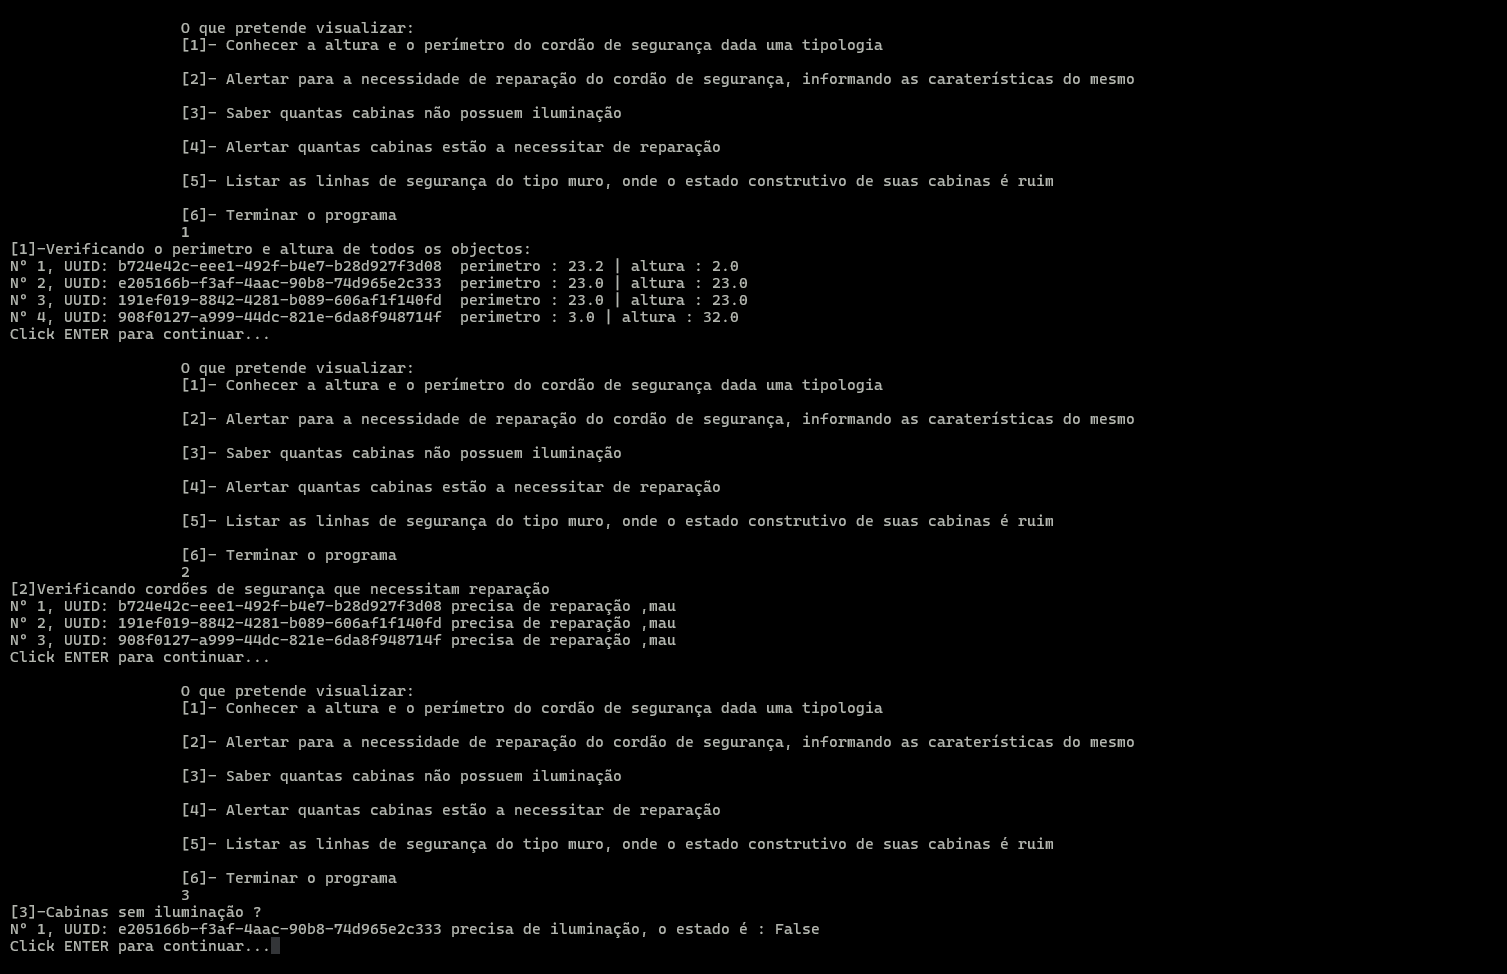 O que pretende visualizar:
[1]- Conhecer a altura e o perímetro do cordão de segurança dada uma tipologia
[2]- Alertar para a necessidade de reparação do cordão de segurança, informando as caraterísticas do mesmo
[3]- Saber quantas cabinas não possuem iluminação
[4]- Alertar quantas cabinas estão a necessitar de reparação
[5]- Listar as linhas de segurança do tipo muro, onde o estado construtivo de suas cabinas é ruim
[6]- Terminar o programa
1
[1]-Verificando o perimetro e altura de todos os objectos:
Nº 1, UUID: b724e42c-eee1-492f-b4e7-b28d927f3d08  perimetro : 23.2 | altura : 2.0
Nº 2, UUID: e205166b-f3af-4aac-90b8-74d965e2c333  perimetro : 23.0 | altura : 23.0
Nº 3, UUID: 191ef019-8842-4281-b089-606af1f140fd  perimetro : 23.0 | altura : 23.0
Nº 4, UUID: 908f0127-a999-44dc-821e-6da8f948714f  perimetro : 3.0 | altura : 32.0
Click ENTER para continuar...
O que pretende visualizar:
[1]- Conhecer a altura e o perímetro do cordão de segurança dada uma tipologia
[2]- Alertar para a necessidade de reparação do cordão de segurança, informando as caraterísticas do mesmo
[3]- Saber quantas cabinas não possuem iluminação
[4]- Alertar quantas cabinas estão a necessitar de reparação
[5]- Listar as linhas de segurança do tipo muro, onde o estado construtivo de suas cabinas é ruim
[6]- Terminar o programa
2
[2]Verificando cordões de segurança que necessitam reparação
Nº 1, UUID: b724e42c-eee1-492f-b4e7-b28d927f3d08 precisa de reparação ,mau
Nº 2, UUID: 191ef019-8842-4281-b089-606af1f140fd precisa de reparação ,mau
Nº 3, UUID: 908f0127-a999-44dc-821e-6da8f948714f precisa de reparação ,mau
Click ENTER para continuar...
O que pretende visualizar:
[1]- Conhecer a altura e o perímetro do cordão de segurança dada uma tipologia
[2]- Alertar para a necessidade de reparação do cordão de segurança, informando as caraterísticas do mesmo
[3]- Saber quantas cabinas não possuem iluminação
[4]- Alertar quantas cabinas estão a necessitar de reparação
[5]- Listar as linhas de segurança do tipo muro, onde o estado construtivo de suas cabinas é ruim
[6]- Terminar o programa
3
[3]-Cabinas sem iluminação ?
Nº 1, UUID: e205166b-f3af-4aac-90b8-74d965e2c333 precisa de iluminação, o estado é : False
Click ENTER para continuar...